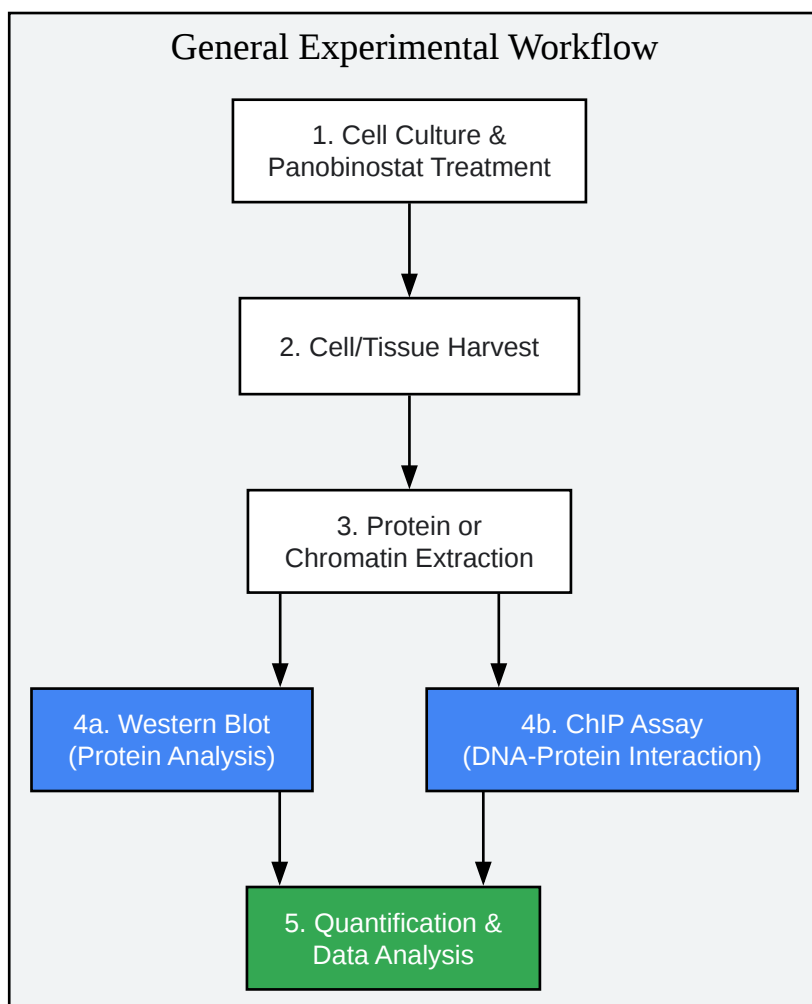 General Experimental Workflow
1. Cell Culture &
Panobinostat Treatment
2. Cell/Tissue Harvest
3. Protein or
Chromatin Extraction
4a. Western Blot
(Protein Analysis)
4b. ChIP Assay
(DNA-Protein Interaction)
5. Quantification &
Data Analysis